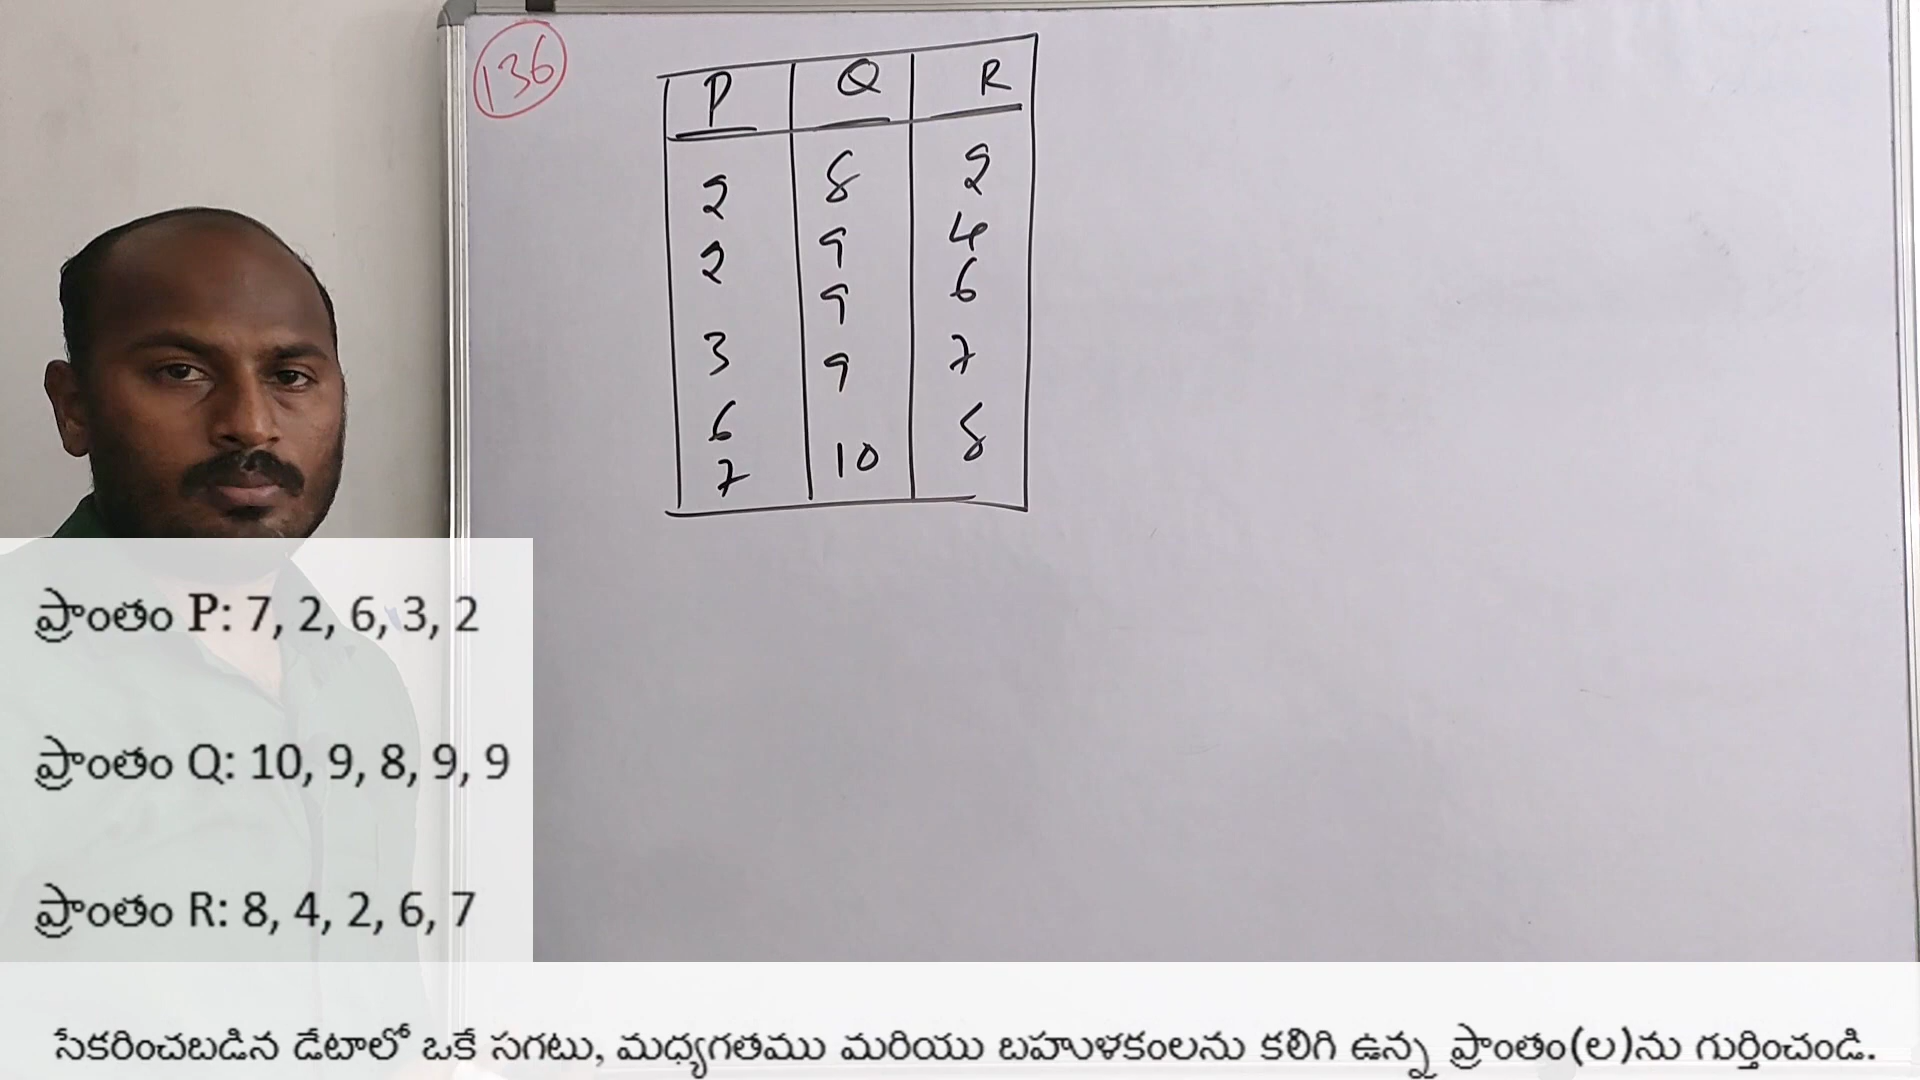 136
P Q R
2 8 2
2 9 4
3 9 6
6 9 7
7 10 8
ప్రాంతం P: 7, 2, 6, 3, 2
ప్రాంతం Q: 10, 9, 8, 9, 9
ప్రాంతం R: 8, 4, 2, 6, 7
సేకరించబడిన డేటాలో ఒకే సగటు, మధ్యగతము మరియు బహుళకంలను కలిగి ఉన్న ప్రాంతం(ల)ను గుర్తించండి.